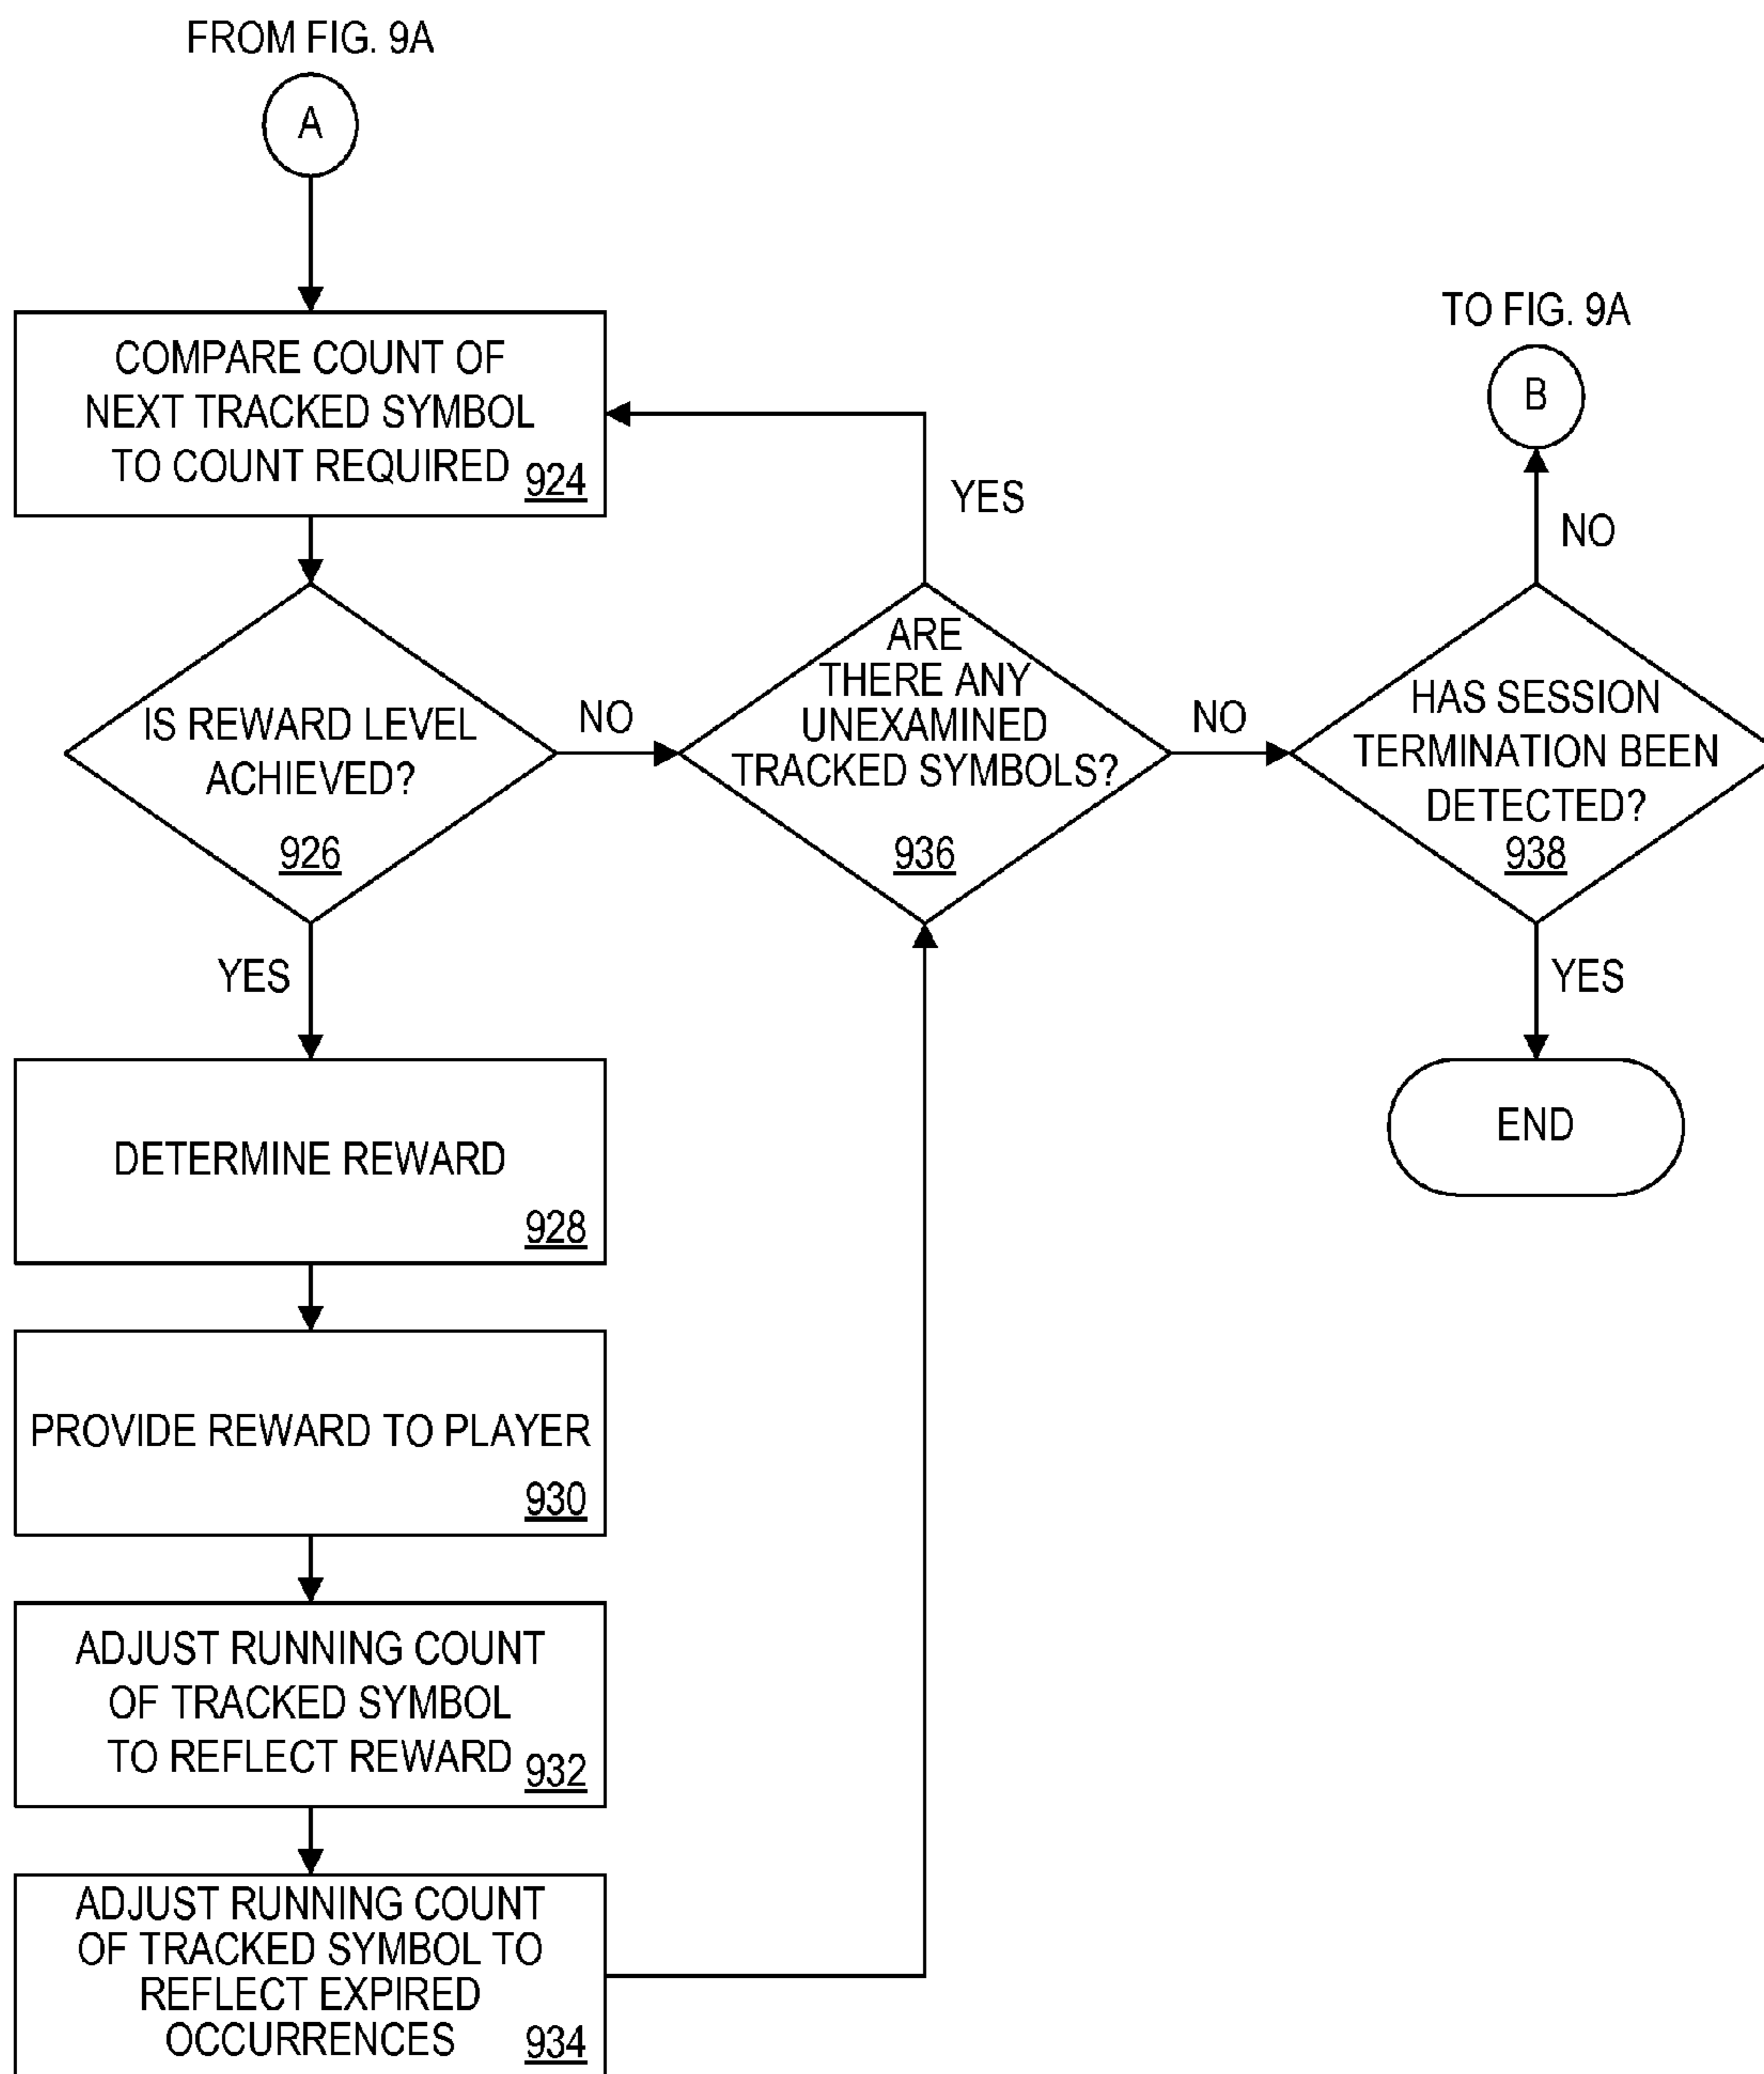 FROM FIG. 9A
A
COMPARE COUNT OF
NEXT TRACKED SYMBOL
TO COUNT REQUIRED 924
IS REWARD LEVEL
ACHIEVED?
926
NO
YES
DETERMINE REWARD
928
PROVIDE REWARD TO PLAYER
930
ADJUST RUNNING COUNT
OF TRACKED SYMBOL
TO REFLECT REWARD 932
ADJUST RUNNING COUNT
OF TRACKED SYMBOL TO
REFLECT EXPIRED
OCCURRENCES 934
YES
ARE
THERE ANY
UNEXAMINED
TRACKED SYMBOLS?
936
NO
TO FIG. 9A
B
NO
HAS SESSION
TERMINATION BEEN
DETECTED?
938
YES
END